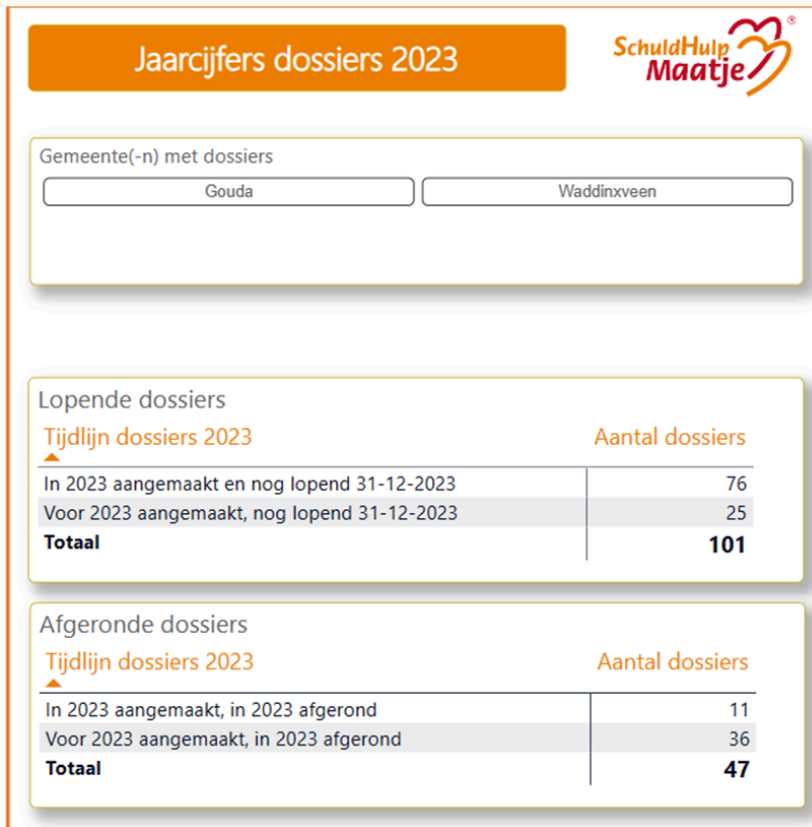 Jaarcijfers dossiers 2023
SchuldHulp
Maatje®
Gemeente(-n) met dossiers
Gouda Waddinxveen
Lopende dossiers
Tijdlijn dossiers 2023 Aantal dossiers
In 2023 aangemaakt en nog lopend 31-12-2023 76
Voor 2023 aangemaakt, nog lopend 31-12-2023 25
Totaal 101
Afgeronde dossiers
Tijdlijn dossiers 2023 Aantal dossiers
In 2023 aangemaakt, in 2023 afgerond 11
Voor 2023 aangemaakt, in 2023 afgerond 36
Totaal 47